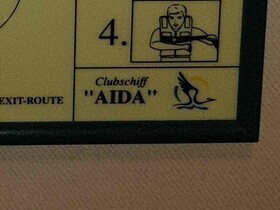 4.
EXIT-ROUTE
Clubschiff
"AIDA"